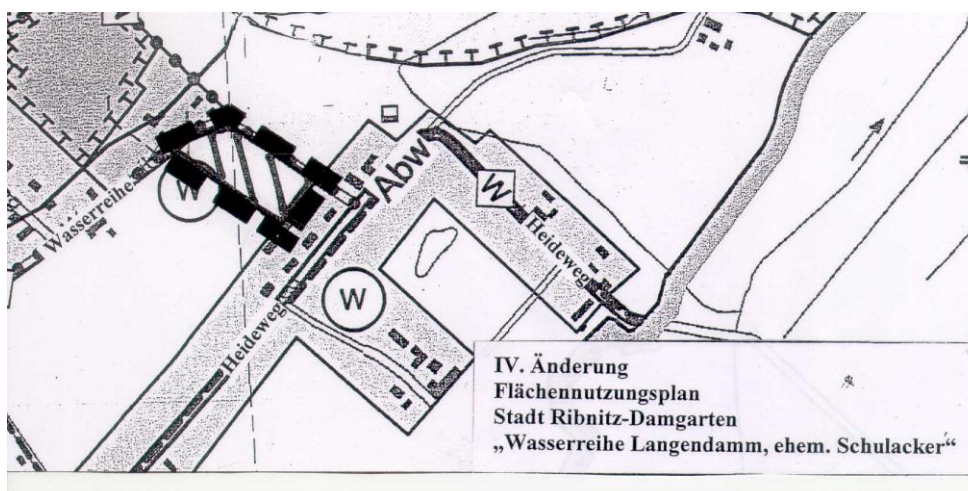 Wasserreihe
W
Abw
W
Heideweg
W
Heideweg
IV. Änderung
Flächennutzungsplan
Stadt Ribnitz-Damgarten
„Wasserreihe Langendamm, ehem. Schulacker“